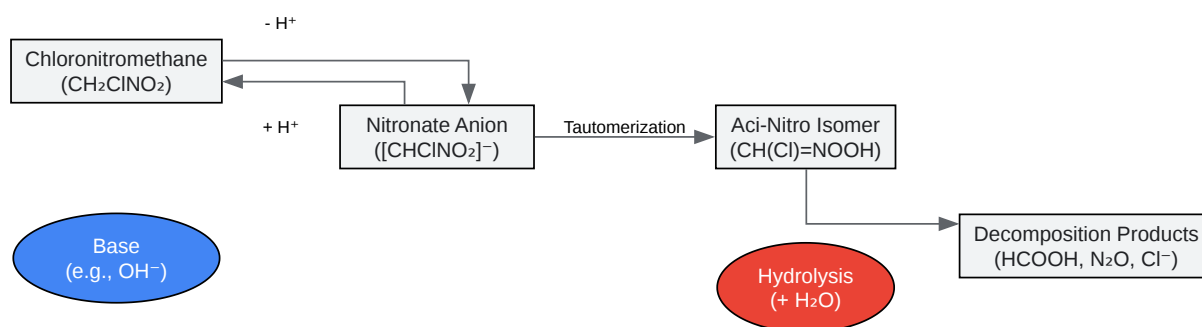 - H⁺
Chloronitromethane
(CH₂ClNO₂)
+ H⁺
Nitronate Anion
([CHClNO₂]⁻)
Tautomerization
Aci-Nitro Isomer
(CH(Cl)=NOOH)
Base
(e.g., OH⁻)
Hydrolysis
(+ H₂O)
Decomposition Products
(HCOOH, N₂O, Cl⁻)